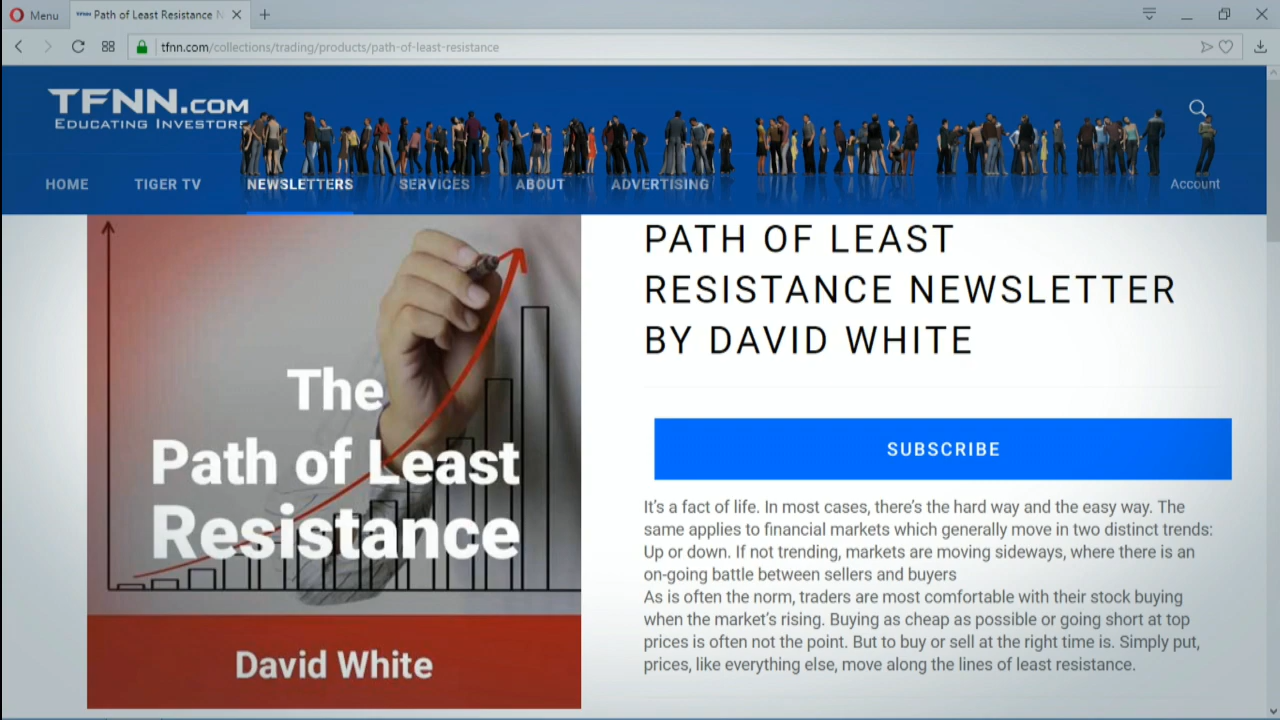 Menu
Path of Least Resistance N
tfnn.com/collections/trading/products/path-of-least-resistance
TFNN.COM
EDUCATING INVESTORS
HOME
TIGER TV
NEWSLETTERS
SERVICES
ABOUT
ADVERTISING
Account
The
Path of Least
Resistance
David White
PATH OF LEAST
RESISTANCE NEWSLETTER
BY DAVID WHITE
SUBSCRIBE
It’s a fact of life. In most cases, there’s the hard way and the easy way. The
same applies to financial markets which generally move in two distinct trends:
Up or down. If not trending, markets are moving sideways, where there is an
on-going battle between sellers and buyers
As is often the norm, traders are most comfortable with their stock buying
when the market’s rising. Buying as cheap as possible or going short at top
prices is often not the point. But to buy or sell at the right time is. Simply put,
prices, like everything else, move along the lines of least resistance.